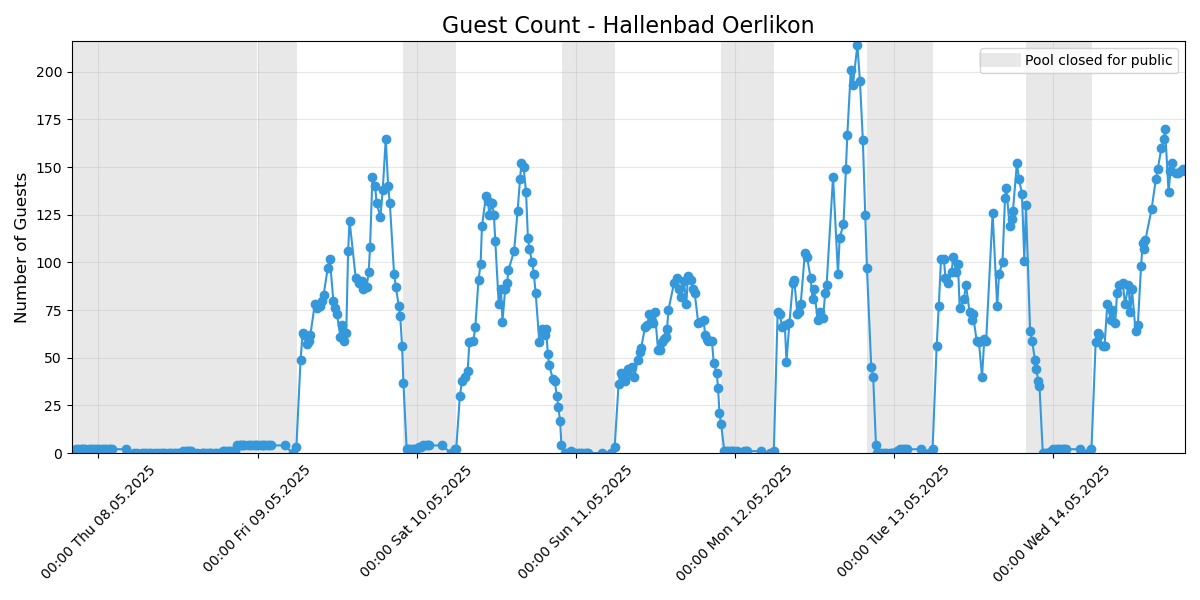 Guest Count - Hallenbad Oerlikon
Pool closed for public
Number of Guests
200
175
150
125
100
75
50
25
0
00:00 Thu 08.05.2025
00:00 Fri 09.05.2025
00:00 Sat 10.05.2025
00:00 Sun 11.05.2025
00:00 Mon 12.05.2025
00:00 Tue 13.05.2025
00:00 Wed 14.05.2025